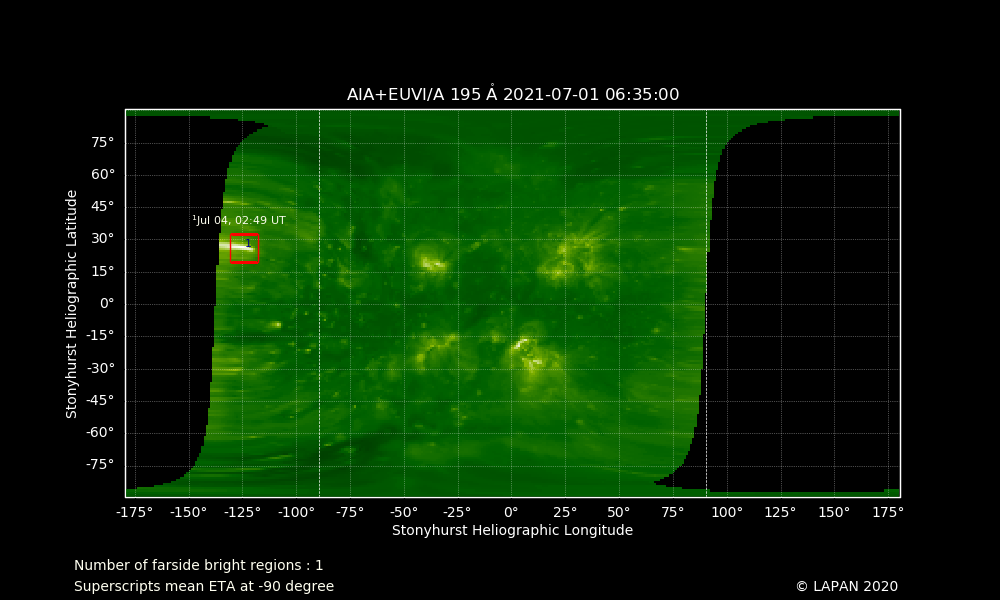 AIA+EUVI/A 195 Å 2021-07-01 06:35:00
Stonyhurst Heliographic Latitude
75°
60°
45°
30°
15°
0°
-15°
-30°
-45°
-60°
-75°
¹Jul 04, 02:49 UT
1
-175° -150° -125° -100° -75° -50° -25° 0° 25° 50° 75° 100° 125° 150° 175°
Stonyhurst Heliographic Longitude
Number of farside bright regions : 1
Superscripts mean ETA at -90 degree
© LAPAN 2020